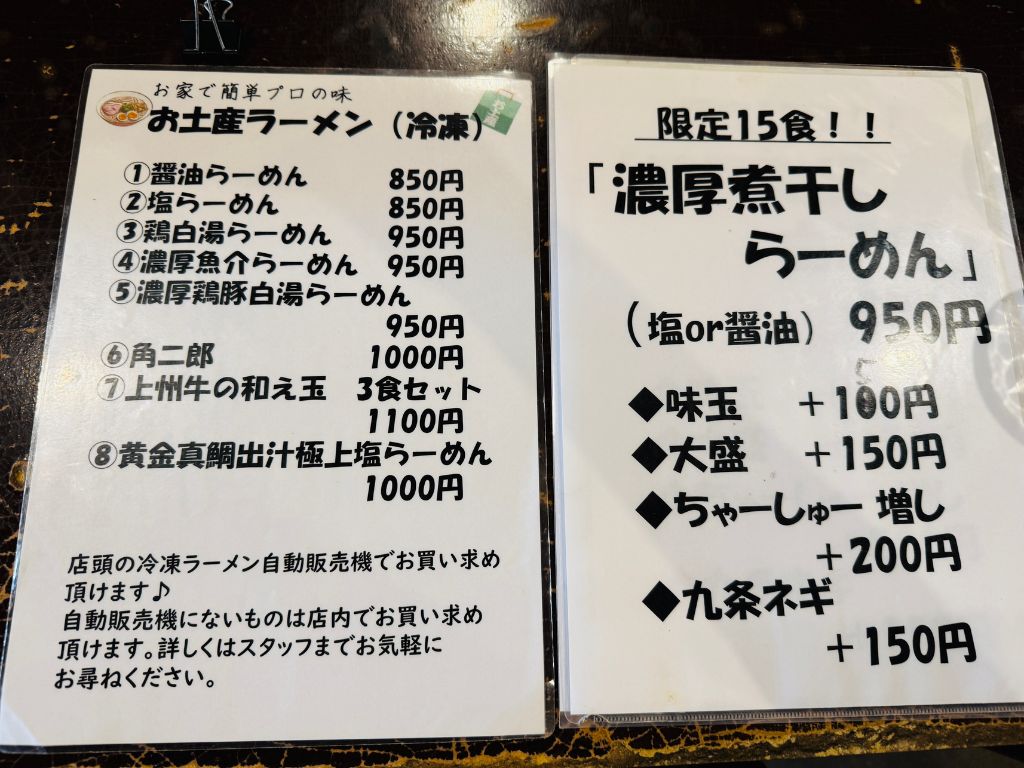 お家で簡単プロの味
お土産ラーメン（冷凍）
お土産
①醤油らーめん 850円
②塩らーめん 850円
③鶏白湯らーめん 950円
④濃厚魚介らーめん 950円
⑤濃厚鶏豚白湯らーめん
950円
⑥角二郎 1000円
⑦上州牛の和え玉 3食セット
1100円
⑧黄金真鯛出汁極上塩らーめん
1000円
店頭の冷凍ラーメン自動販売機でお買い求め
頂けます♪
自動販売機にないものは店内でお買い求め
頂けます。詳しくはスタッフまでお気軽に
お尋ねください。
限定15食！！
「濃厚煮干し
らーめん」
（塩or醤油） 950円
◆味玉 ＋100円
◆大盛 ＋150円
◆ちゃーしゅー 増し
＋200円
◆九条ネギ
＋150円